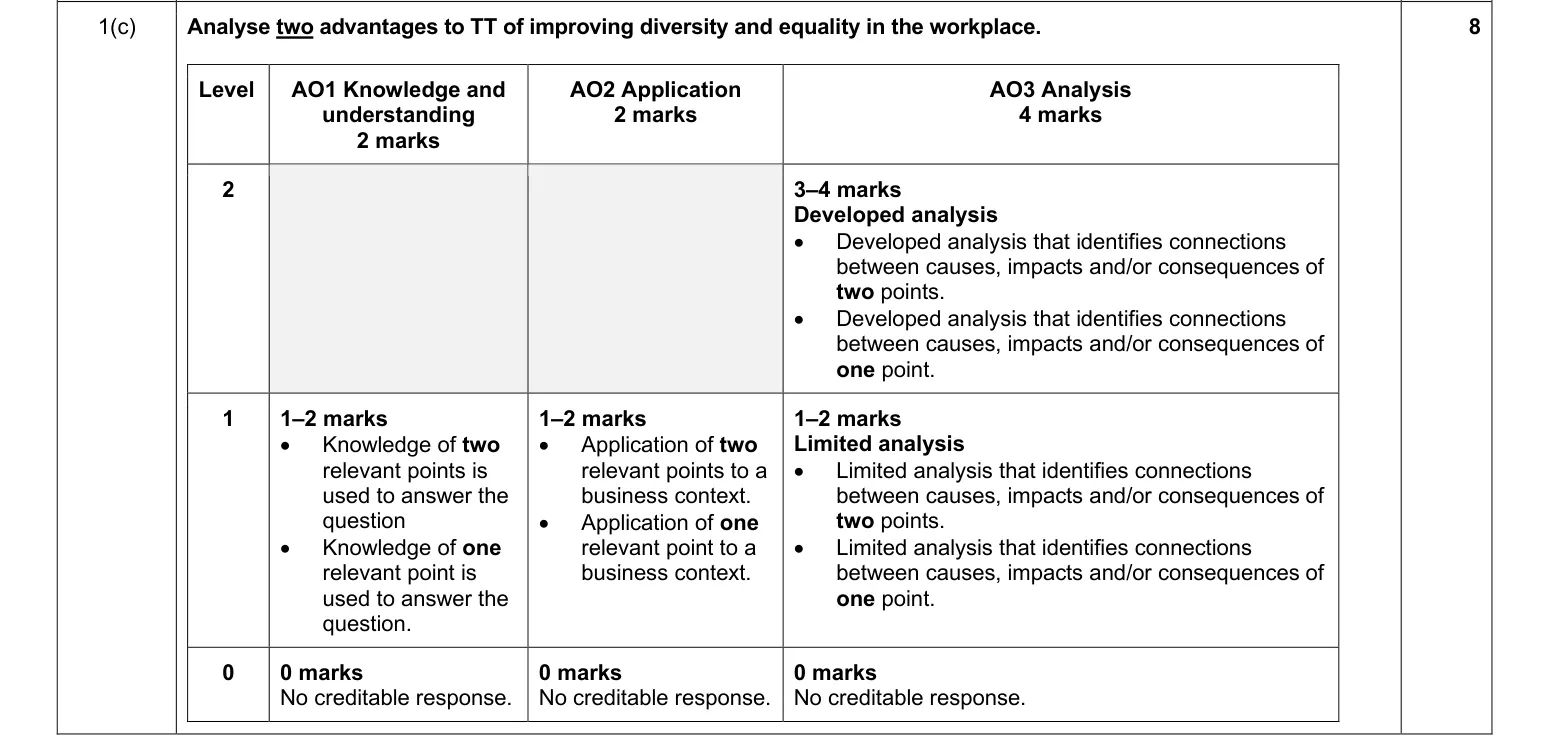 1(c)
Analyse two advantages to TT of improving diversity and equality in the workplace.
8
Level
AO1 Knowledge and
understanding
2 marks
AO2 Application
2 marks
AO3 Analysis
4 marks
2
3–4 marks
Developed analysis
• Developed analysis that identifies connections
between causes, impacts and/or consequences of
two points.
• Developed analysis that identifies connections
between causes, impacts and/or consequences of
one point.
1
1–2 marks
• Knowledge of two
relevant points is
used to answer the
question
• Knowledge of one
relevant point is
used to answer the
question.
1–2 marks
• Application of two
relevant points to a
business context.
• Application of one
relevant point to a
business context.
1–2 marks
Limited analysis
• Limited analysis that identifies connections
between causes, impacts and/or consequences of
two points.
• Limited analysis that identifies connections
between causes, impacts and/or consequences of
one point.
0
0 marks
No creditable response.
0 marks
No creditable response.
0 marks
No creditable response.